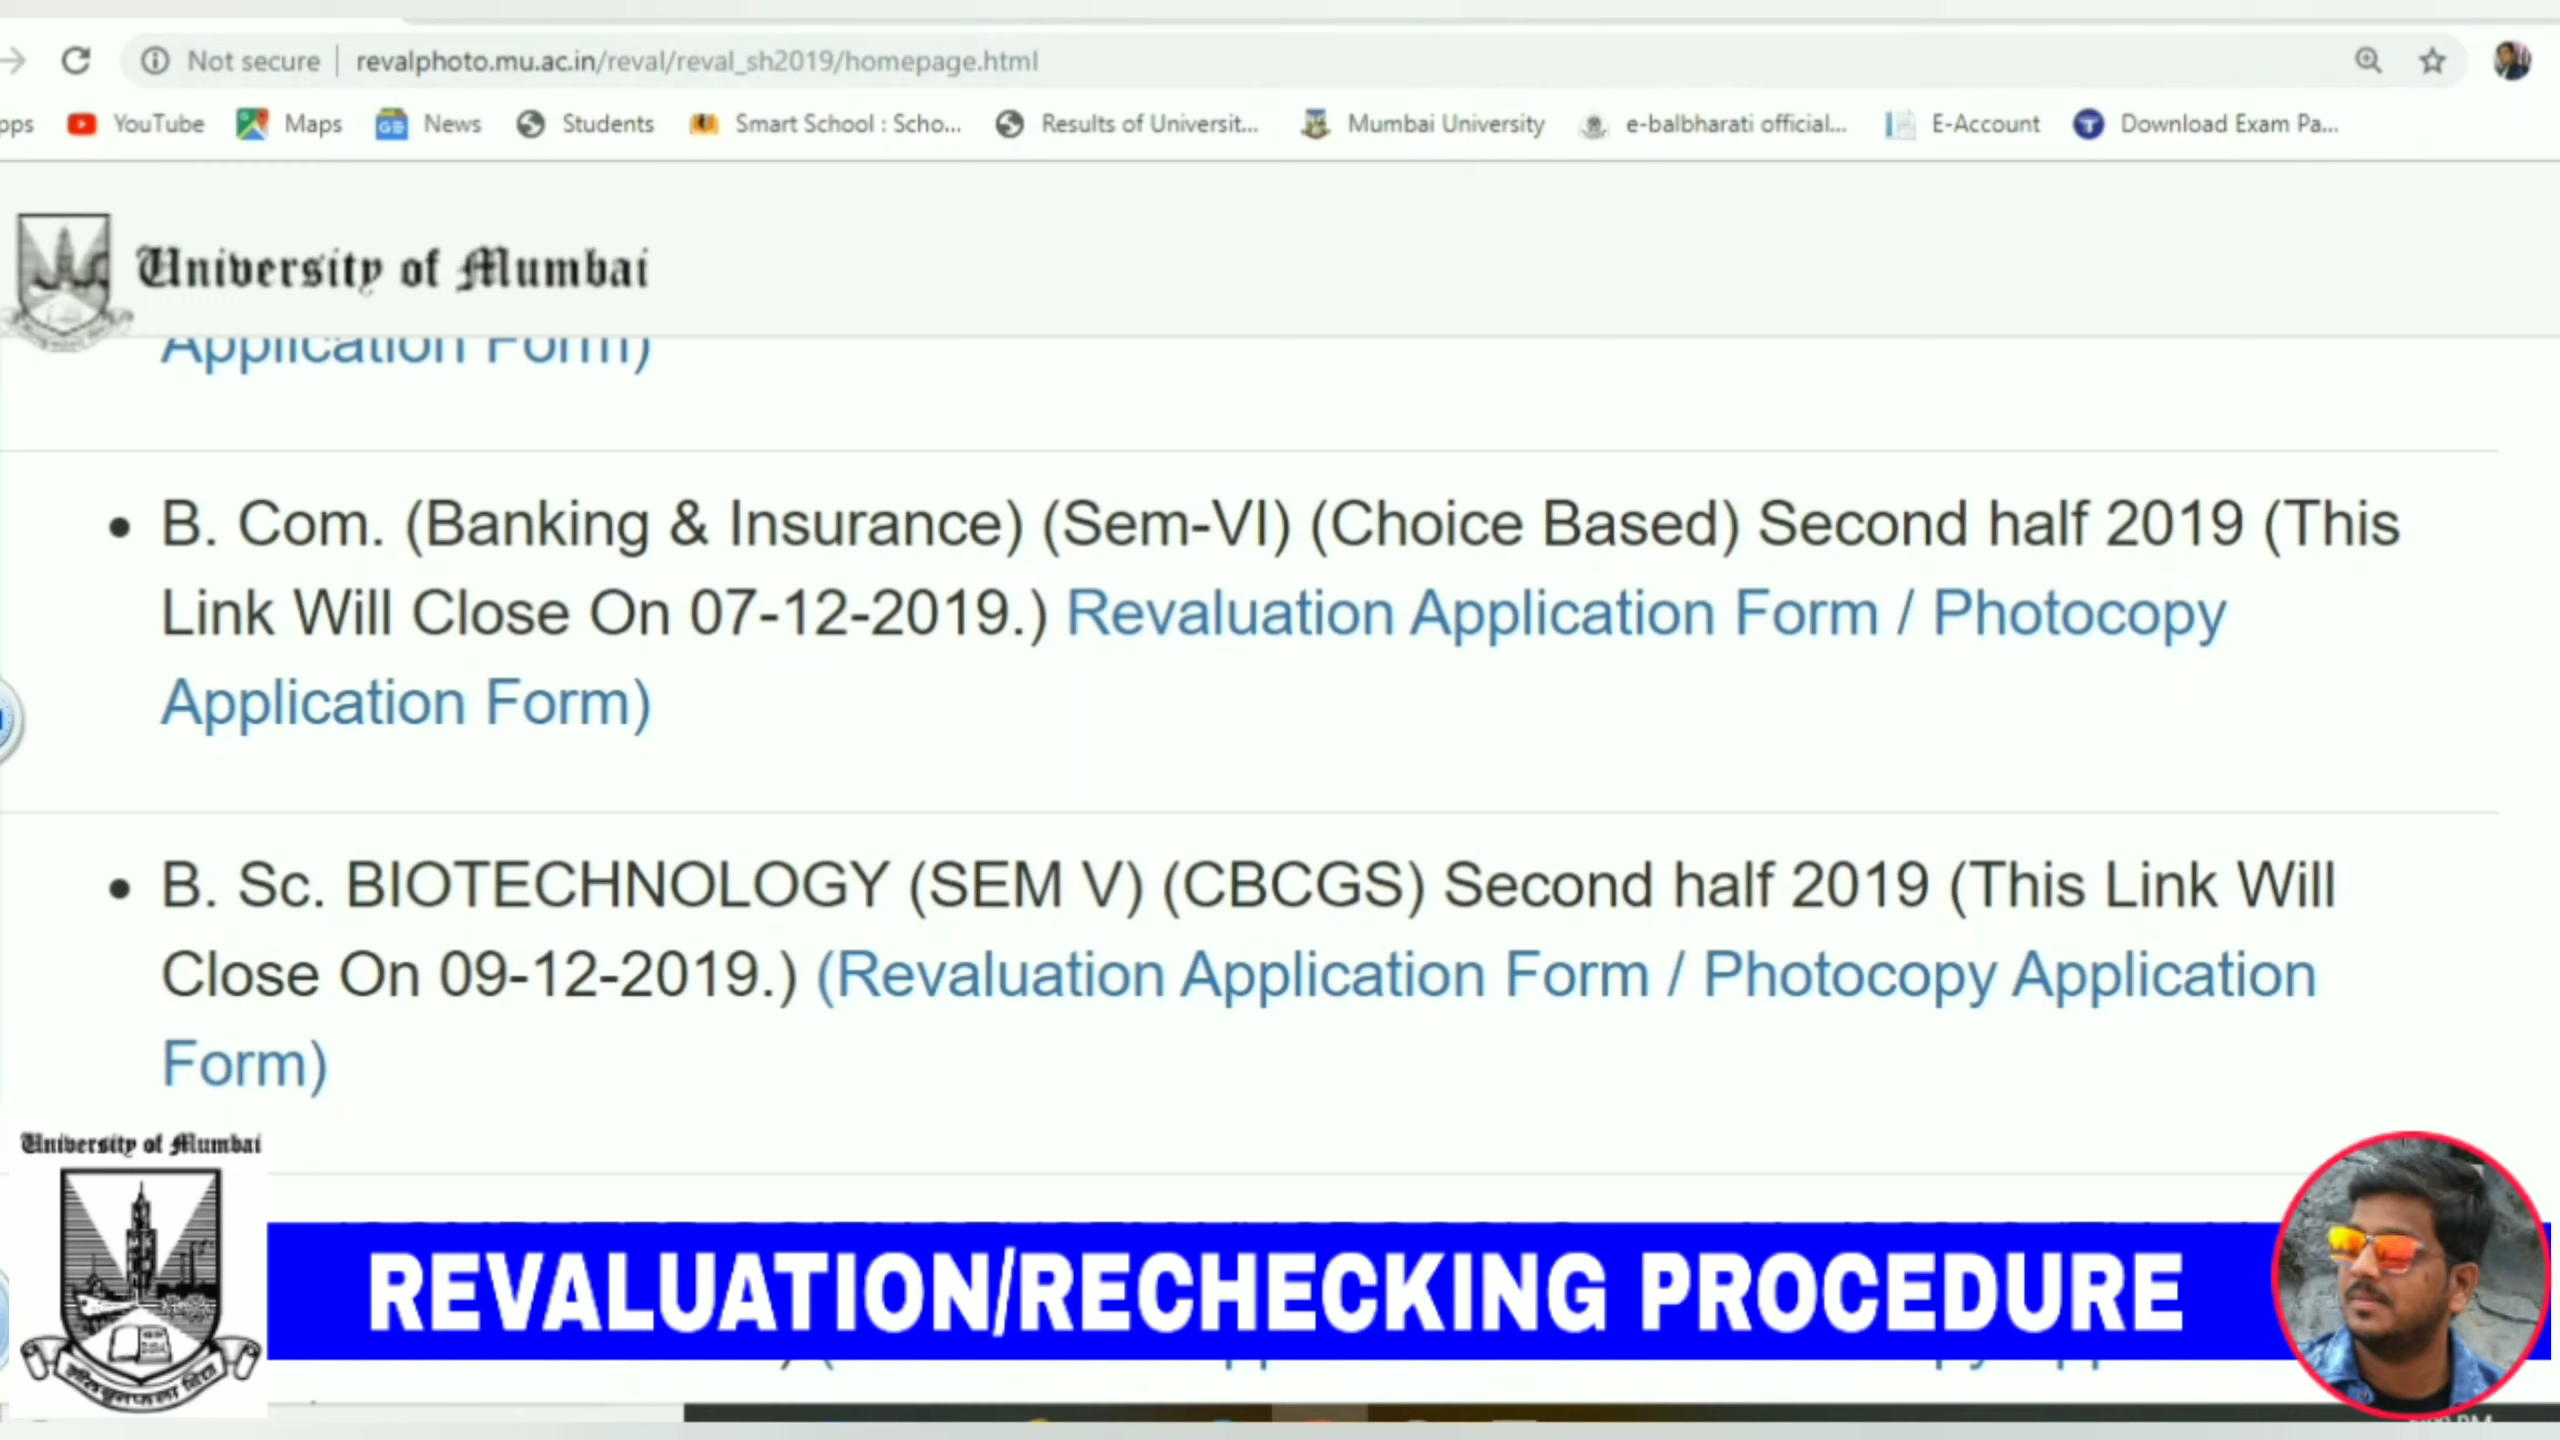 Not secure | revalphoto.mu.ac.in/reval/reval_sh2019/homepage.html
YouTube Maps News Students Smart School : Scho... Results of Universit... Mumbai University e-balbharati official... E-Account Download Exam Pa...
University of Mumbai
Application Form)
• B. Com. (Banking & Insurance) (Sem-VI) (Choice Based) Second half 2019 (This
Link Will Close On 07-12-2019.) Revaluation Application Form / Photocopy
Application Form)
• B. Sc. BIOTECHNOLOGY (SEM V) (CBCGS) Second half 2019 (This Link Will
Close On 09-12-2019.) (Revaluation Application Form / Photocopy Application
Form)
University of Mumbai
REVALUATION/RECHECKING PROCEDURE